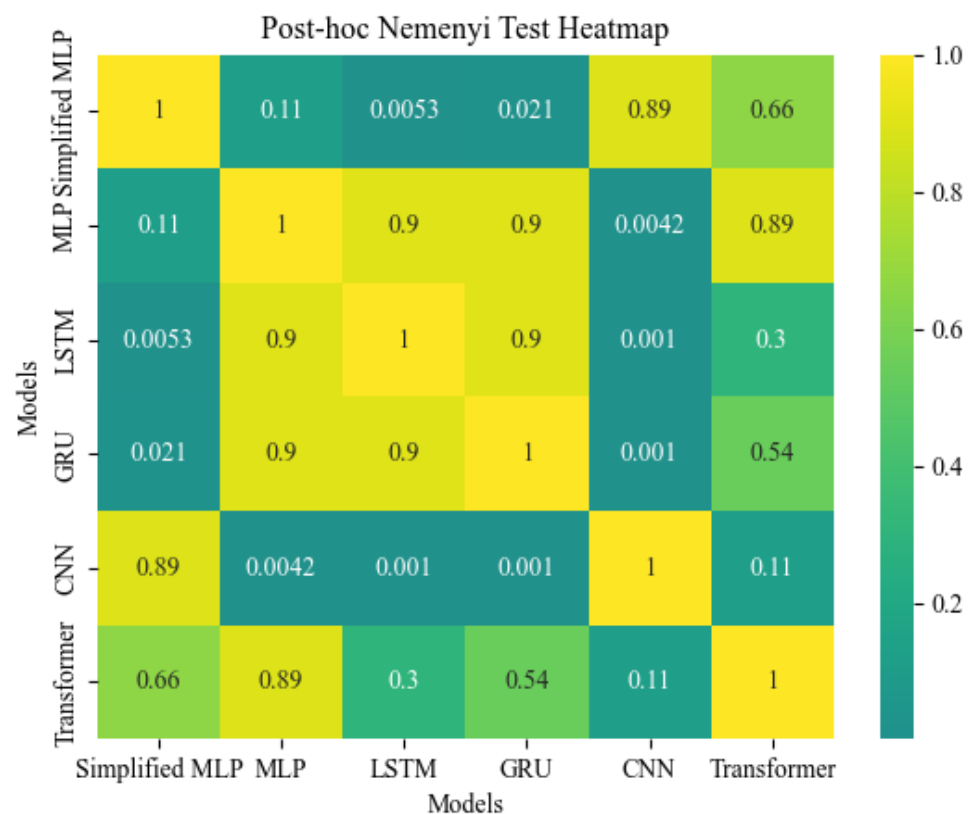 Post-hoc Nemenyi Test Heatmap
Simplified MLP 1 0.11 0.0053 0.021 0.89 0.66
MLP 0.11 1 0.9 0.9 0.0042 0.89
LSTM 0.0053 0.9 1 0.9 0.001 0.3
GRU 0.021 0.9 0.9 1 0.001 0.54
CNN 0.89 0.0042 0.001 0.001 1 0.11
Transformer 0.66 0.89 0.3 0.54 0.11 1
Models
Simplified MLP MLP LSTM GRU CNN Transformer
Models
1.0
0.8
0.6
0.4
0.2